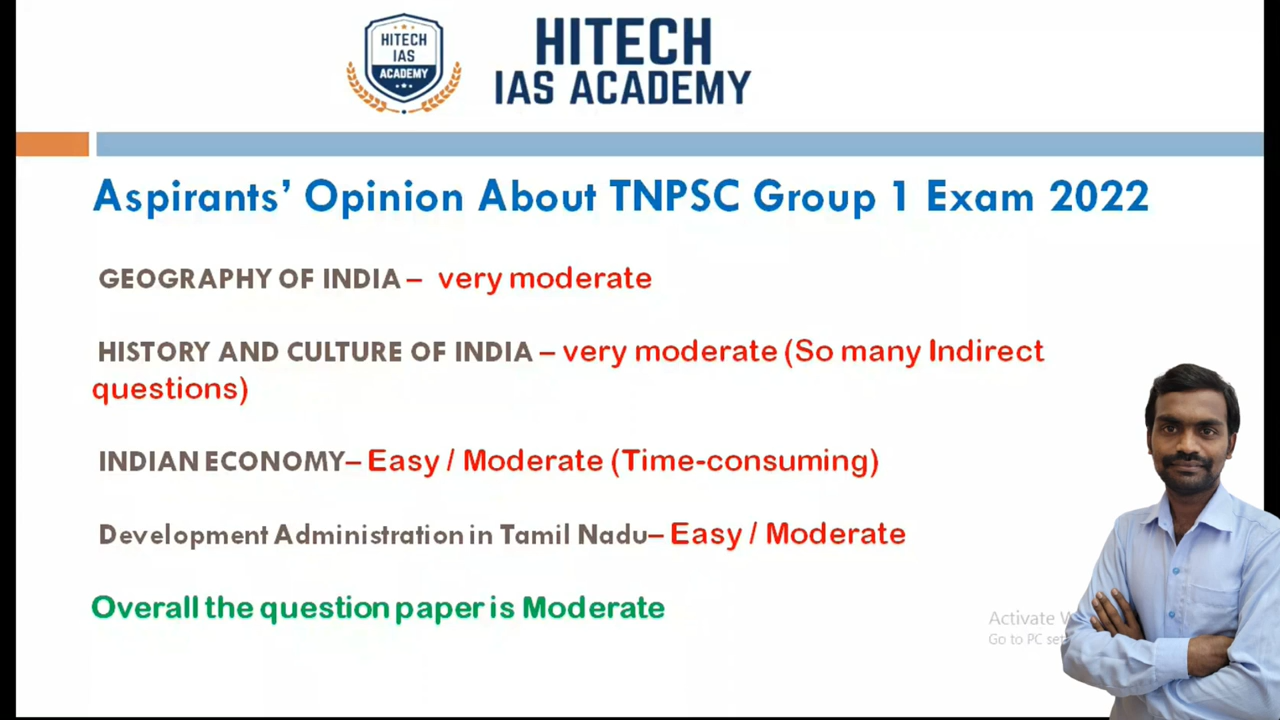 HITECH
IAS
ACADEMY
HITECH
IAS ACADEMY
Aspirants' Opinion About TNPSC Group 1 Exam 2022
GEOGRAPHY OF INDIA – very moderate
HISTORY AND CULTURE OF INDIA – very moderate (So many Indirect
questions)
INDIAN ECONOMY– Easy / Moderate (Time-consuming)
Development Administration in Tamil Nadu– Easy / Moderate
Overall the question paper is Moderate
Activate
Go to PC